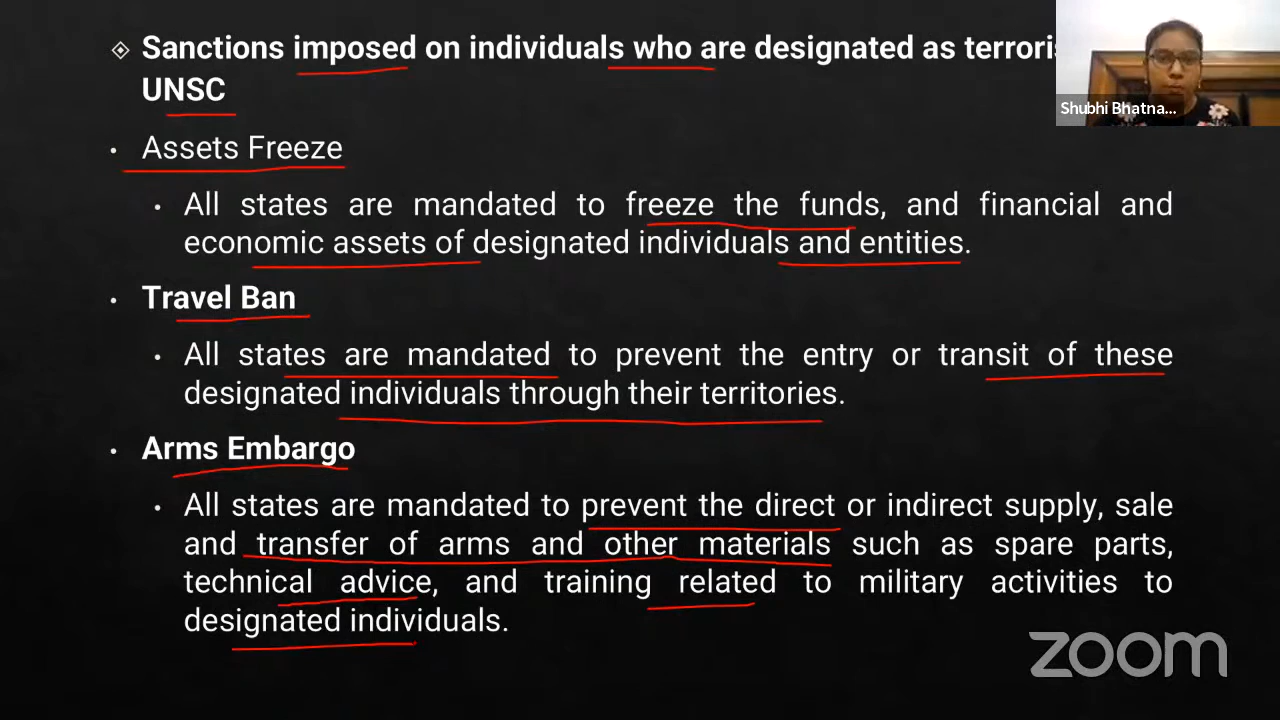 Sanctions imposed on individuals who are designated as terroris
UNSC
Shubhi Bhatna...
Assets Freeze
All states are mandated to freeze the funds, and financial and
economic assets of designated individuals and entities.
Travel Ban
All states are mandated to prevent the entry or transit of these
designated individuals through their territories.
Arms Embargo
All states are mandated to prevent the direct or indirect supply, sale
and transfer of arms and other materials such as spare parts,
technical advice, and training related to military activities to
designated individuals.
zoom